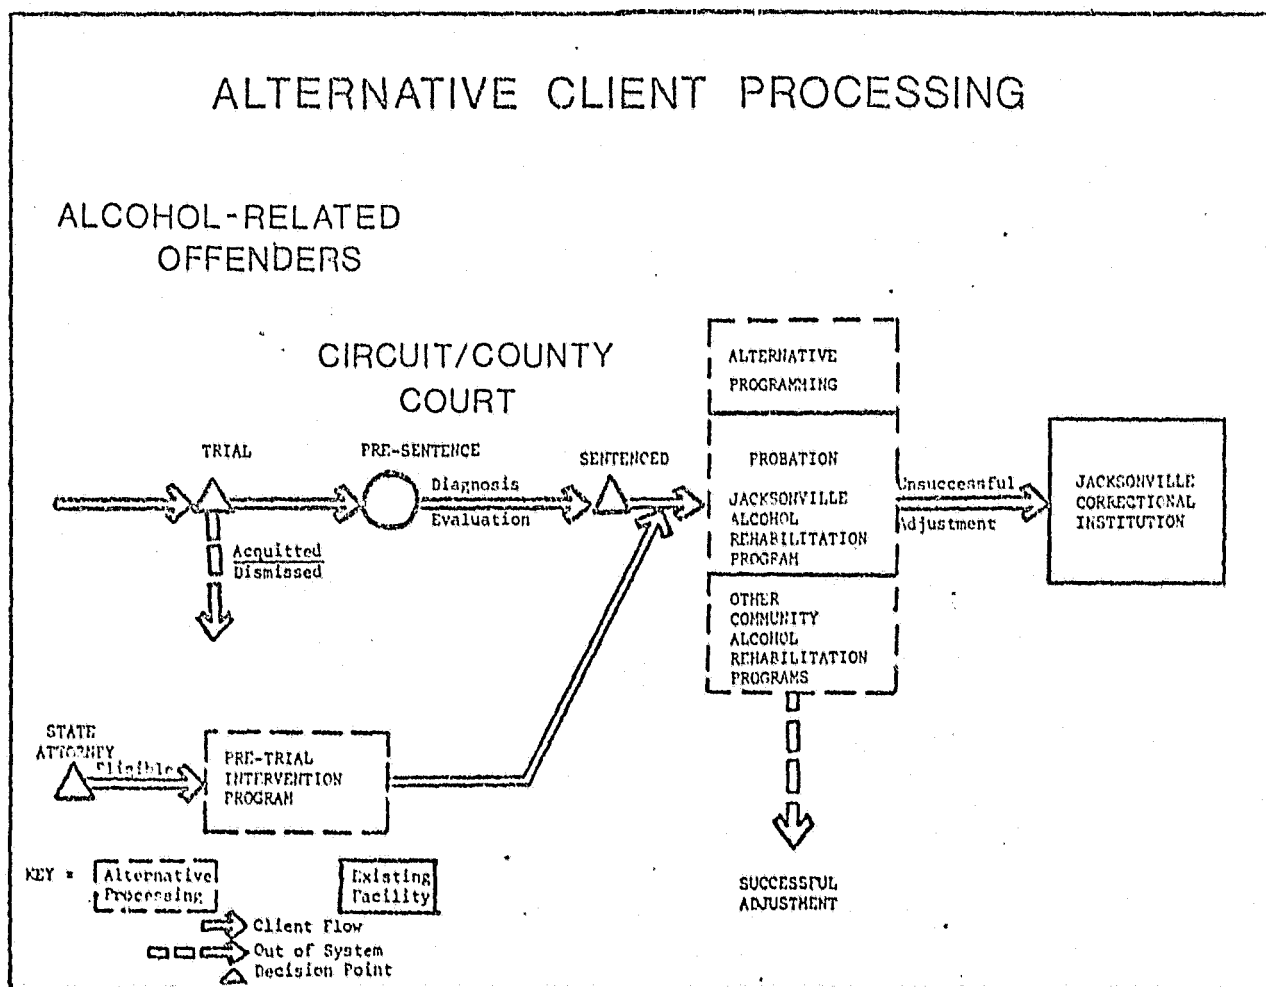 ALTERNATIVE CLIENT PROCESSING
ALCOHOL-RELATED
OFFENDERS
CIRCUIT/COUNTY
COURT
TRIAL
PRE-SENTENCE
SENTENCED
Diagnosis
Evaluation
Acquitted
Dismissed
ALTERNATIVE
PROGRAMMING
PROBATION
JACKSONVILLE
ALCOHOL
REHABILITATION
PROGRAM
OTHER
COMMUNITY
ALCOHOL
REHABILITATION
PROGRAMS
Unsuccessful
Adjustment
JACKSONVILLE
CORRECTIONAL
INSTITUTION
STATE
ATTORNEY
Eligible
PRE-TRIAL
INTERVENTION
PROGRAM
SUCCESSFUL
ADJUSTMENT
KEY =
Alternative
Processing
Existing
Facility
Client Flow
Out of System
Decision Point